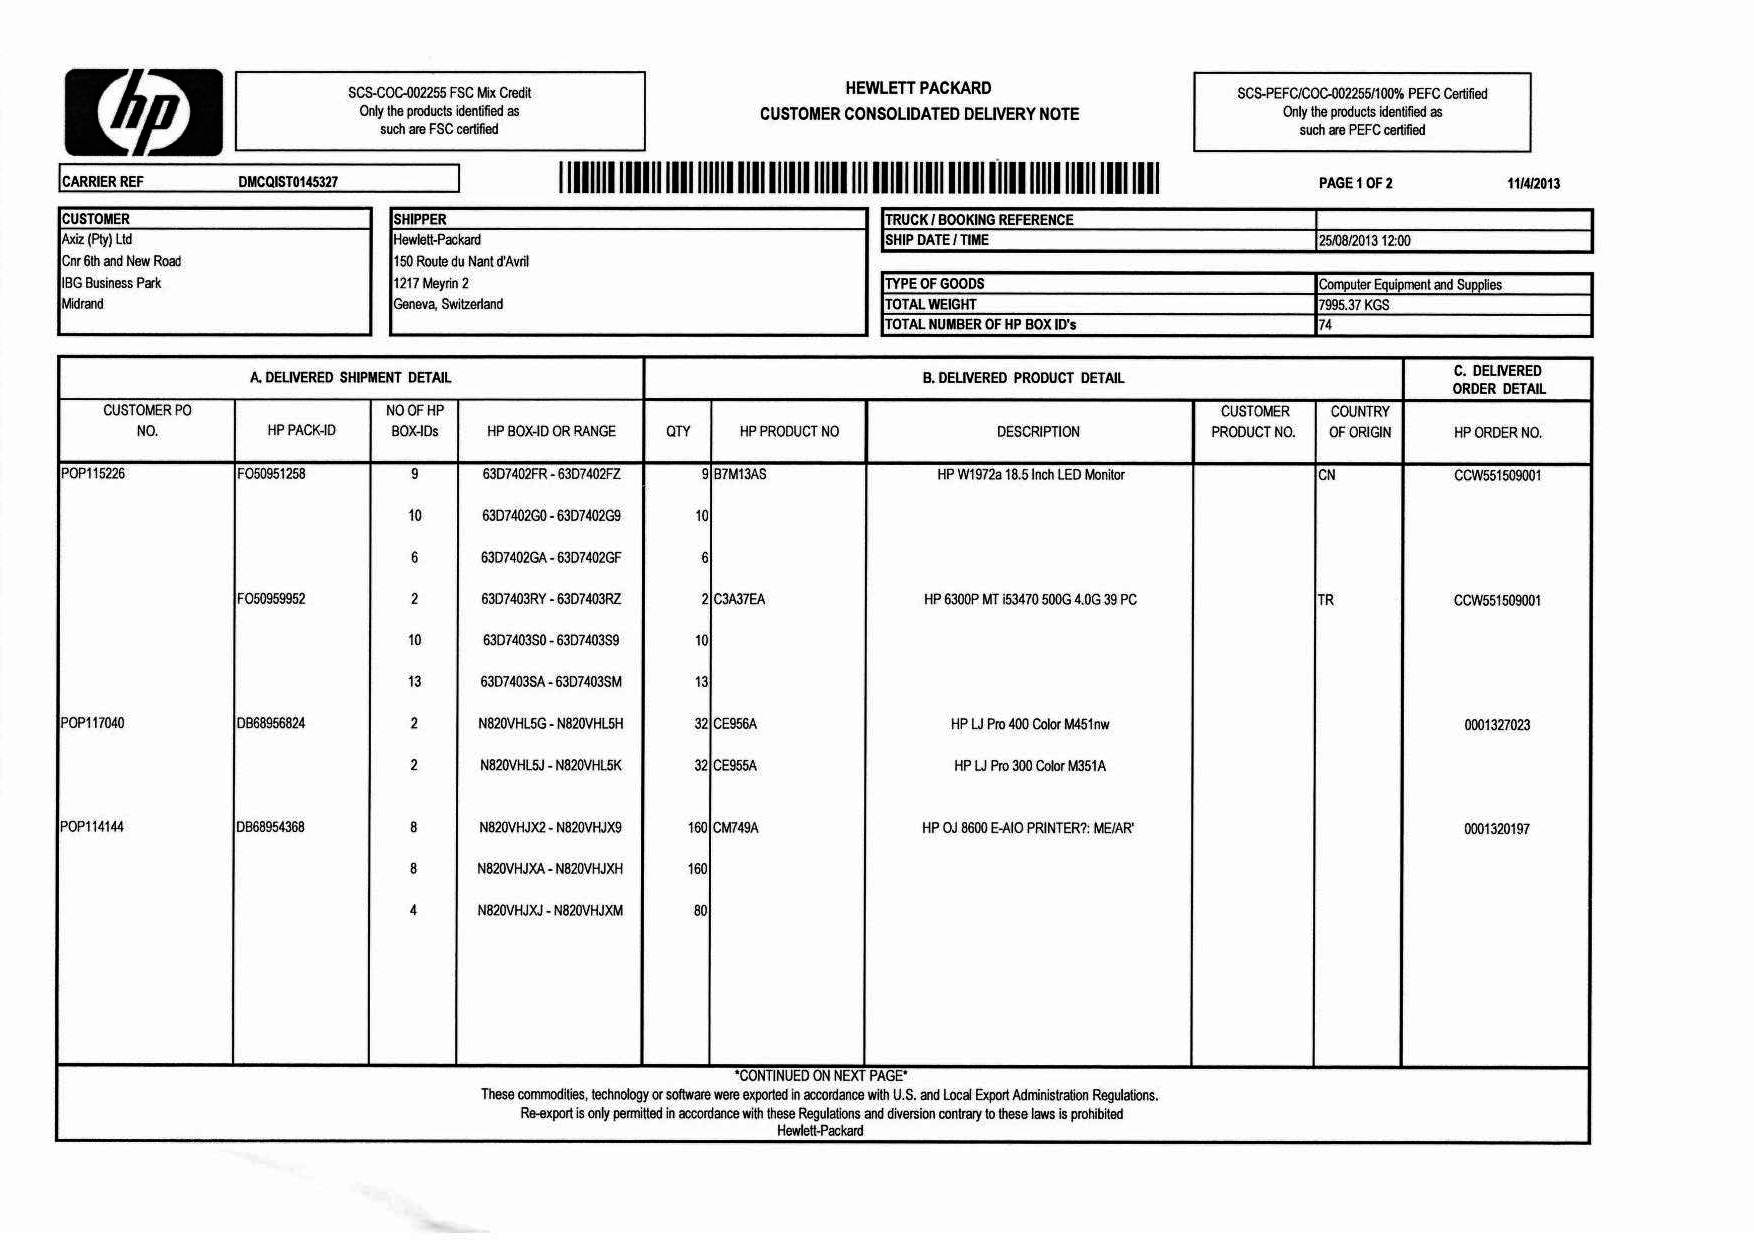 hp
SCS-COC-002255 FSC Mix Credit
Only the products identified as
such are FSC certified
HEWLETT PACKARD
CUSTOMER CONSOLIDATED DELIVERY NOTE
SCS-PEFC/COC-002255/100% PEFC Certified
Only the products identified as
such are PEFC certified
CARRIER REF DMCQIST0145327
PAGE 1 OF 2 11/4/2013
CUSTOMER
Axiz (Pty) Ltd
Cnr 6th and New Road
IBG Business Park
Midrand
SHIPPER
Hewlett-Packard
150 Route du Nant d'Avril
1217 Meyrin 2
Geneva, Switzerland
TRUCK / BOOKING REFERENCE
SHIP DATE / TIME 25/08/2013 12:00
TYPE OF GOODS Computer Equipment and Supplies
TOTAL WEIGHT 7995.37 KGS
TOTAL NUMBER OF HP BOX ID's 74
A. DELIVERED SHIPMENT DETAIL
B. DELIVERED PRODUCT DETAIL
C. DELIVERED
ORDER DETAIL
CUSTOMER PO
NO.
HP PACK-ID
NO OF HP
BOX-IDs
HP BOX-ID OR RANGE
QTY
HP PRODUCT NO
DESCRIPTION
CUSTOMER
PRODUCT NO.
COUNTRY
OF ORIGIN
HP ORDER NO.
POP115226 FO50951258 9 63D7402FR - 63D7402FZ 9 B7M13AS HP W1972a 18.5 Inch LED Monitor CN CCW551509001
10 63D7402G0 - 63D7402G9 10
6 63D7402GA - 63D7402GF 6
FO50959952 2 63D7403RY - 63D7403RZ 2 C3A37EA HP 6300P MT i53470 500G 4.0G 39 PC TR CCW551509001
10 63D7403S0 - 63D7403S9 10
13 63D7403SA - 63D7403SM 13
POP117040 DB68956824 2 N820VHL5G - N820VHL5H 32 CE956A HP LJ Pro 400 Color M451nw 0001327023
2 N820VHL5J - N820VHL5K 32 CE955A HP LJ Pro 300 Color M351A
POP114144 DB68954368 8 N820VHJX2 - N820VHJX9 160 CM749A HP OJ 8600 E-AIO PRINTER?: ME/AR' 0001320197
8 N820VHJXA - N820VHJXH 160
4 N820VHJXJ - N820VHJXM 80
*CONTINUED ON NEXT PAGE*
These commodities, technology or software were exported in accordance with U.S. and Local Export Administration Regulations.
Re-export is only permitted in accordance with these Regulations and diversion contrary to these laws is prohibited
Hewlett-Packard